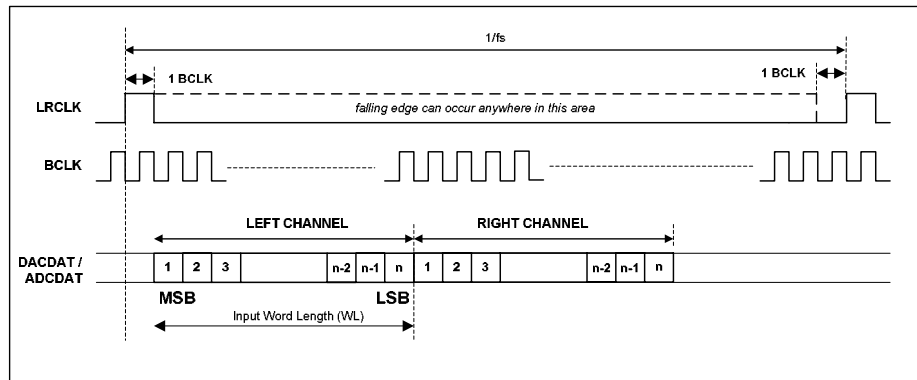 1/fs
1 BCLK
1 BCLK
LRCLK
falling edge can occur anywhere in this area
BCLK
LEFT CHANNEL
RIGHT CHANNEL
DACDAT /
ADCDAT
1 2 3 n-2 n-1 n 1 2 3 n-2 n-1 n
MSB
LSB
Input Word Length (WL)